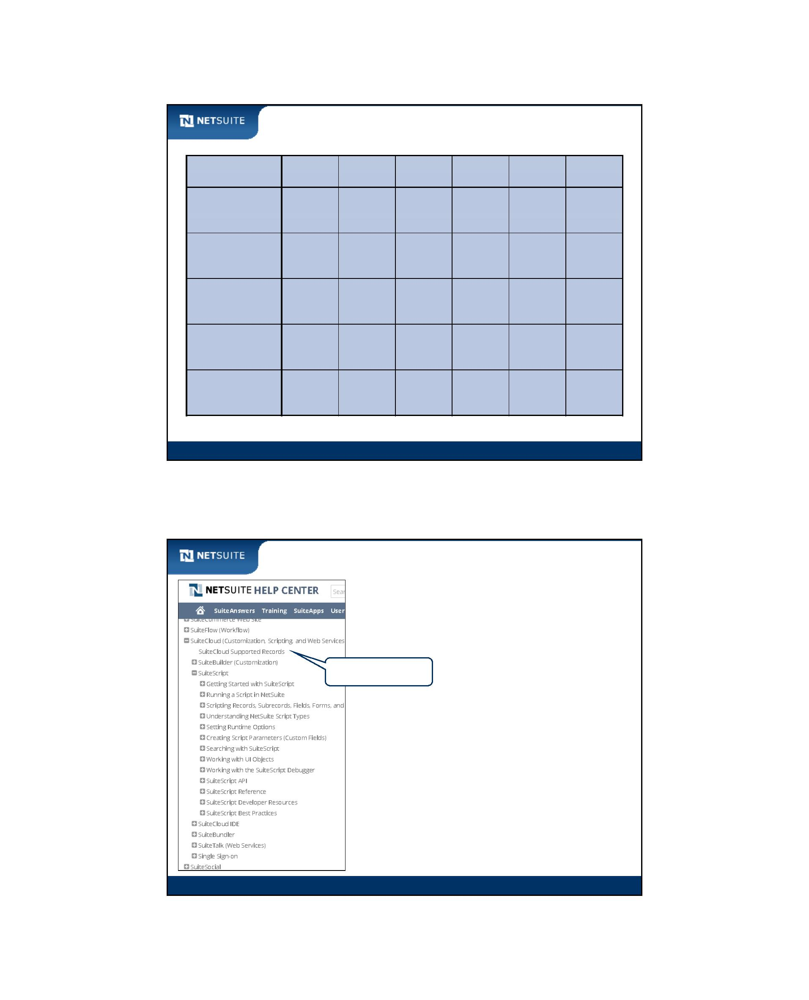 NETSUITE
NETSUITE
NETSUITE HELP CENTER
Sear
SuiteAnswers Training SuiteApps User
SuiteCommerce Web Site
SuiteFlow (Workflow)
SuiteCloud (Customization, Scripting, and Web Services
SuiteCloud Supported Records
SuiteBuilder (Customization)
SuiteScript
Getting Started with SuiteScript
Running a Script in NetSuite
Scripting Records, Subrecords, Fields, Forms, and
Understanding NetSuite Script Types
Setting Runtime Options
Creating Script Parameters (Custom Fields)
Searching with SuiteScript
Working with UI Objects
Working with the SuiteScript Debugger
SuiteScript API
SuiteScript Reference
SuiteScript Developer Resources
SuiteScript Best Practices
SuiteCloud IDE
SuiteBundler
SuiteTalk (Web Services)
Single Sign-on
SuiteSocial